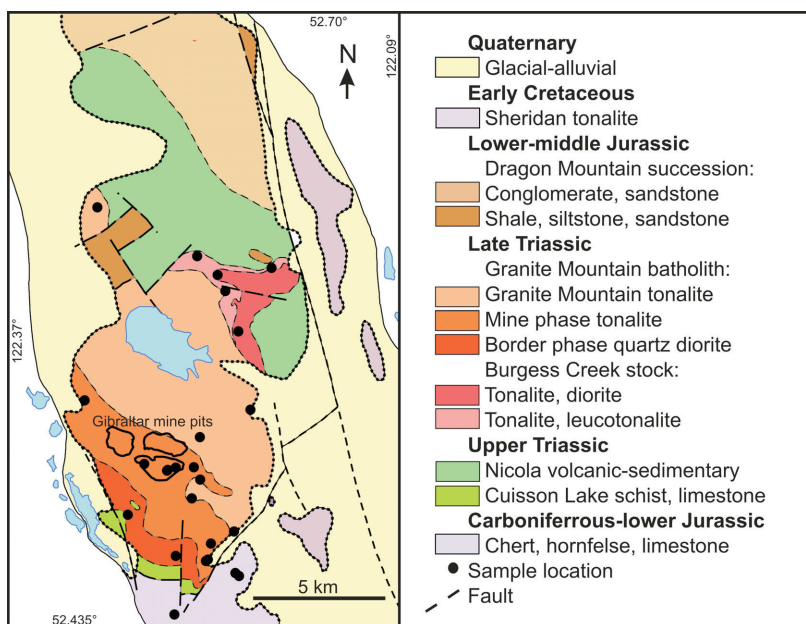 52.70°
122.09°
N
122.37°
Gibraltar mine pits
5 km
52.435°
Quaternary
Glacial-alluvial
Early Cretaceous
Sheridan tonalite
Lower-middle Jurassic
Dragon Mountain succession:
Conglomerate, sandstone
Shale, siltstone, sandstone
Late Triassic
Granite Mountain batholith:
Granite Mountain tonalite
Mine phase tonalite
Border phase quartz diorite
Burgess Creek stock:
Tonalite, diorite
Tonalite, leucotonalite
Upper Triassic
Nicola volcanic-sedimentary
Cuisson Lake schist, limestone
Carboniferrous-lower Jurassic
Chert, hornfelse, limestone
Sample location
Fault